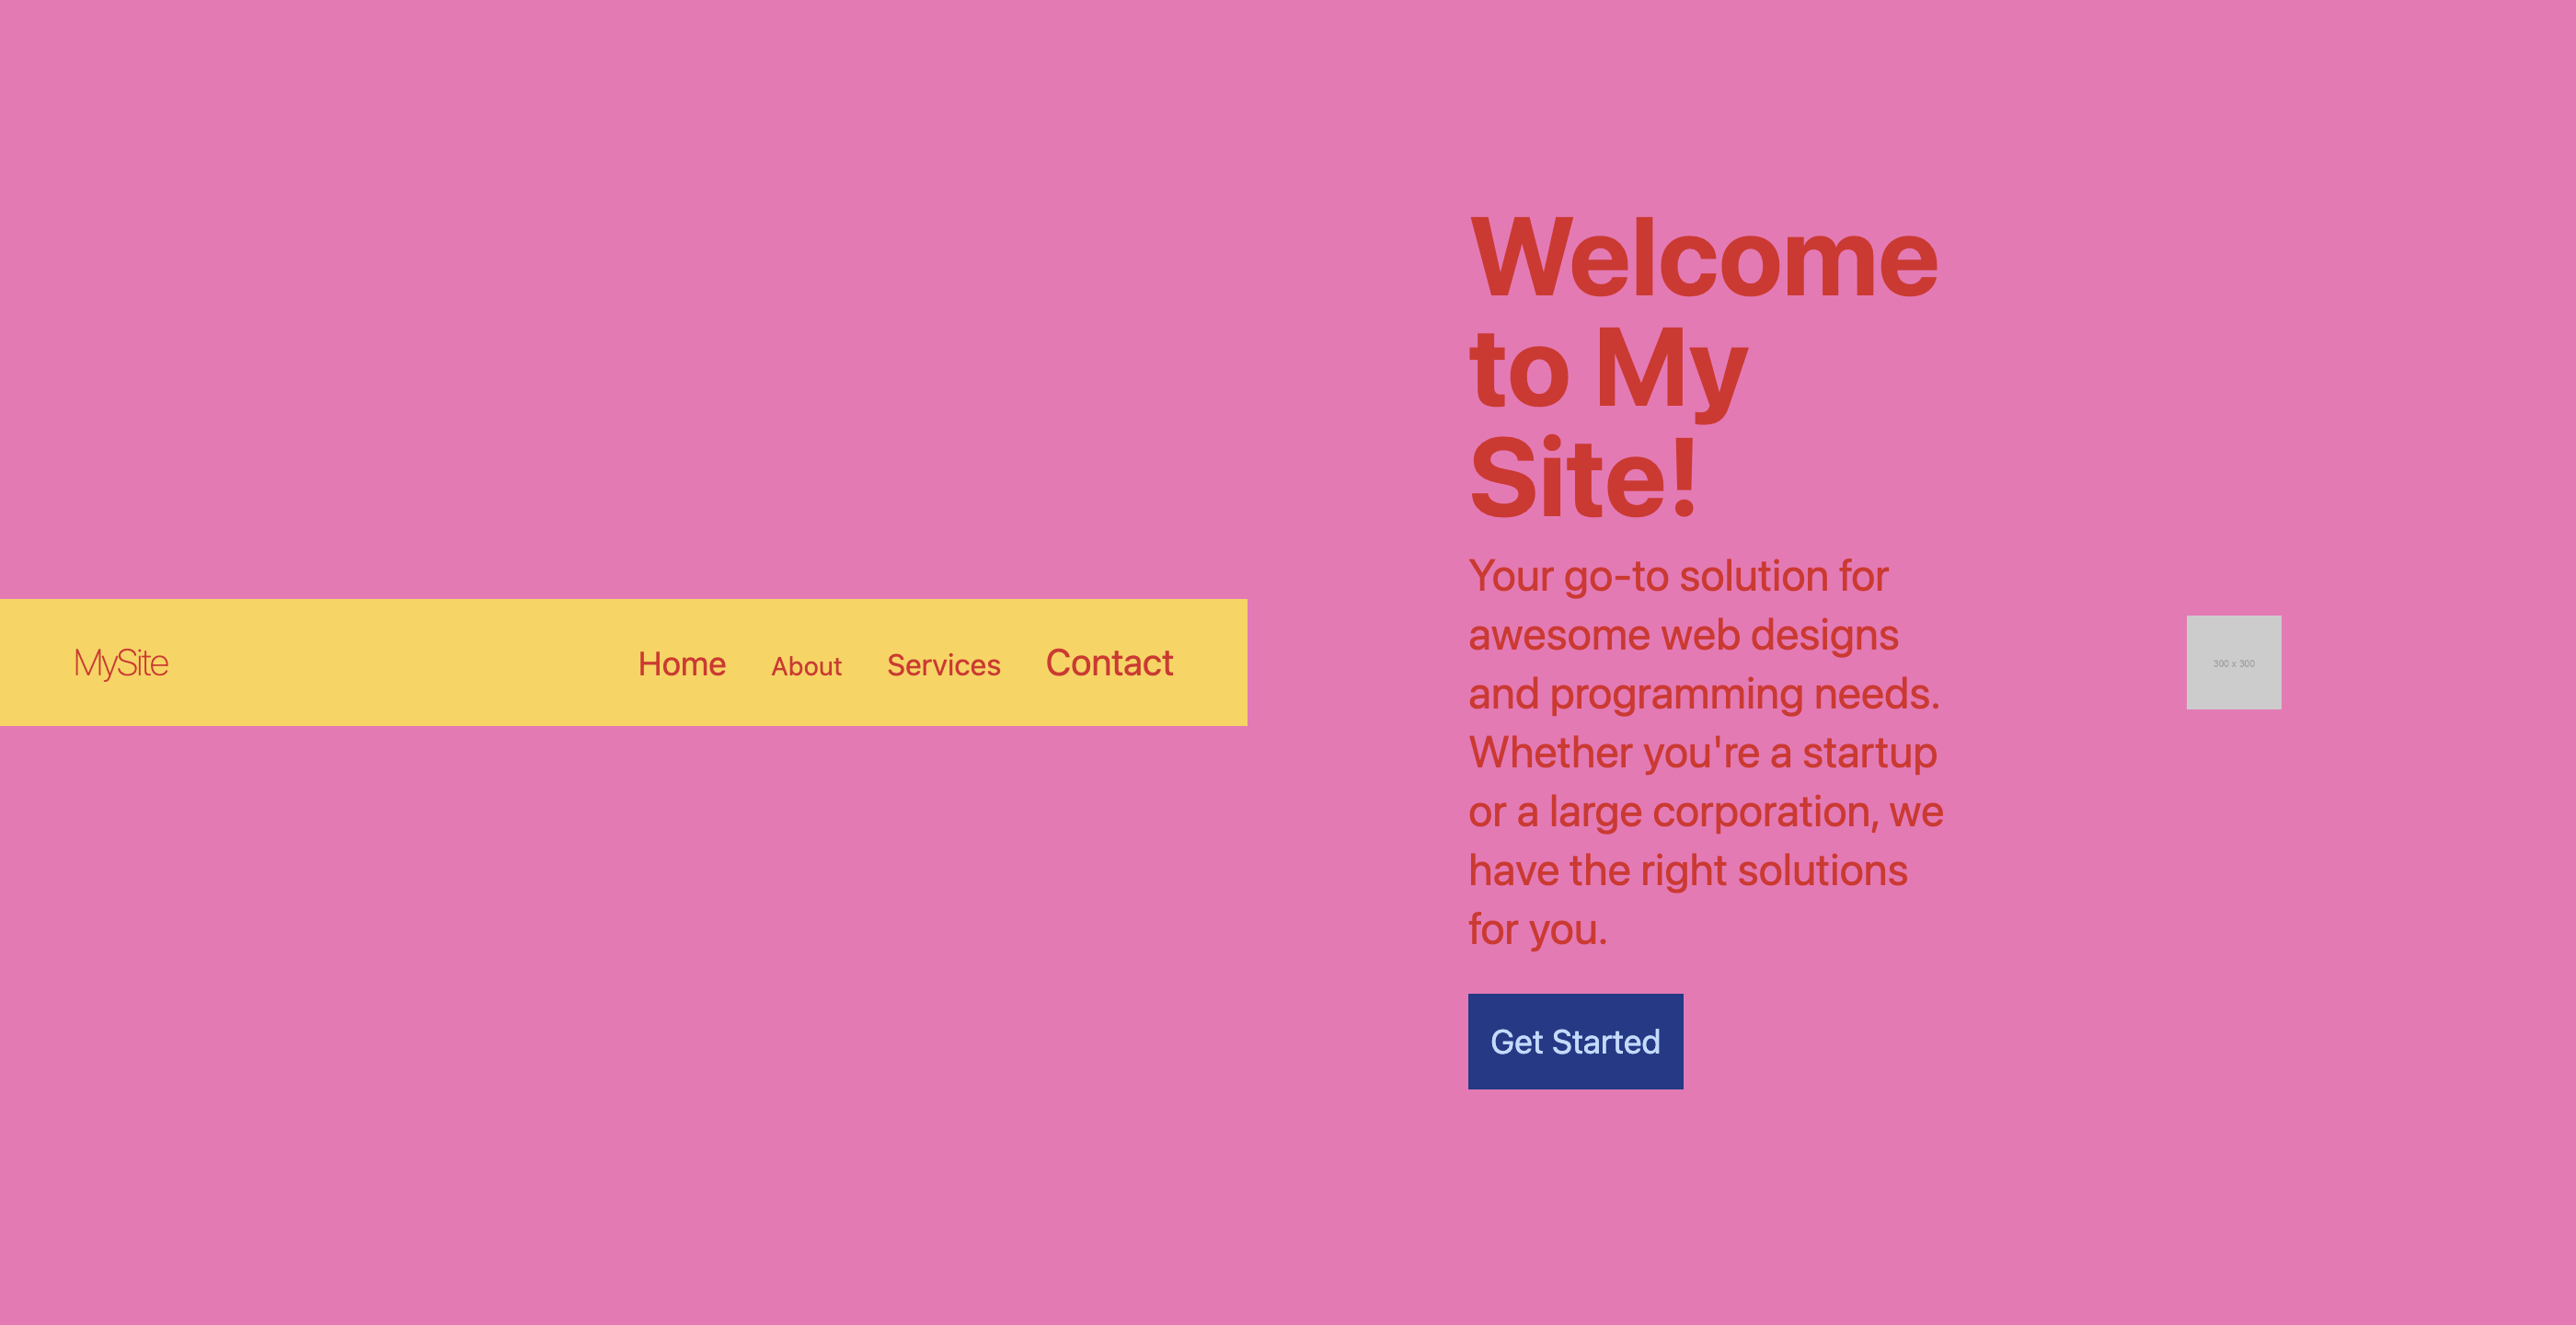 MySite
Home About Services Contact
Welcome
to My
Site!
Your go-to solution for
awesome web designs
and programming needs.
Whether you're a startup
or a large corporation, we
have the right solutions
for you.
Get Started
300 x 300